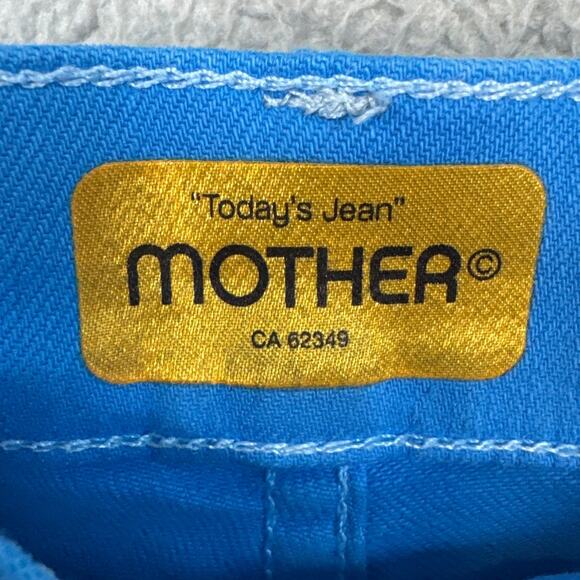 "Today's Jean"
MOTHER©
CA 62349